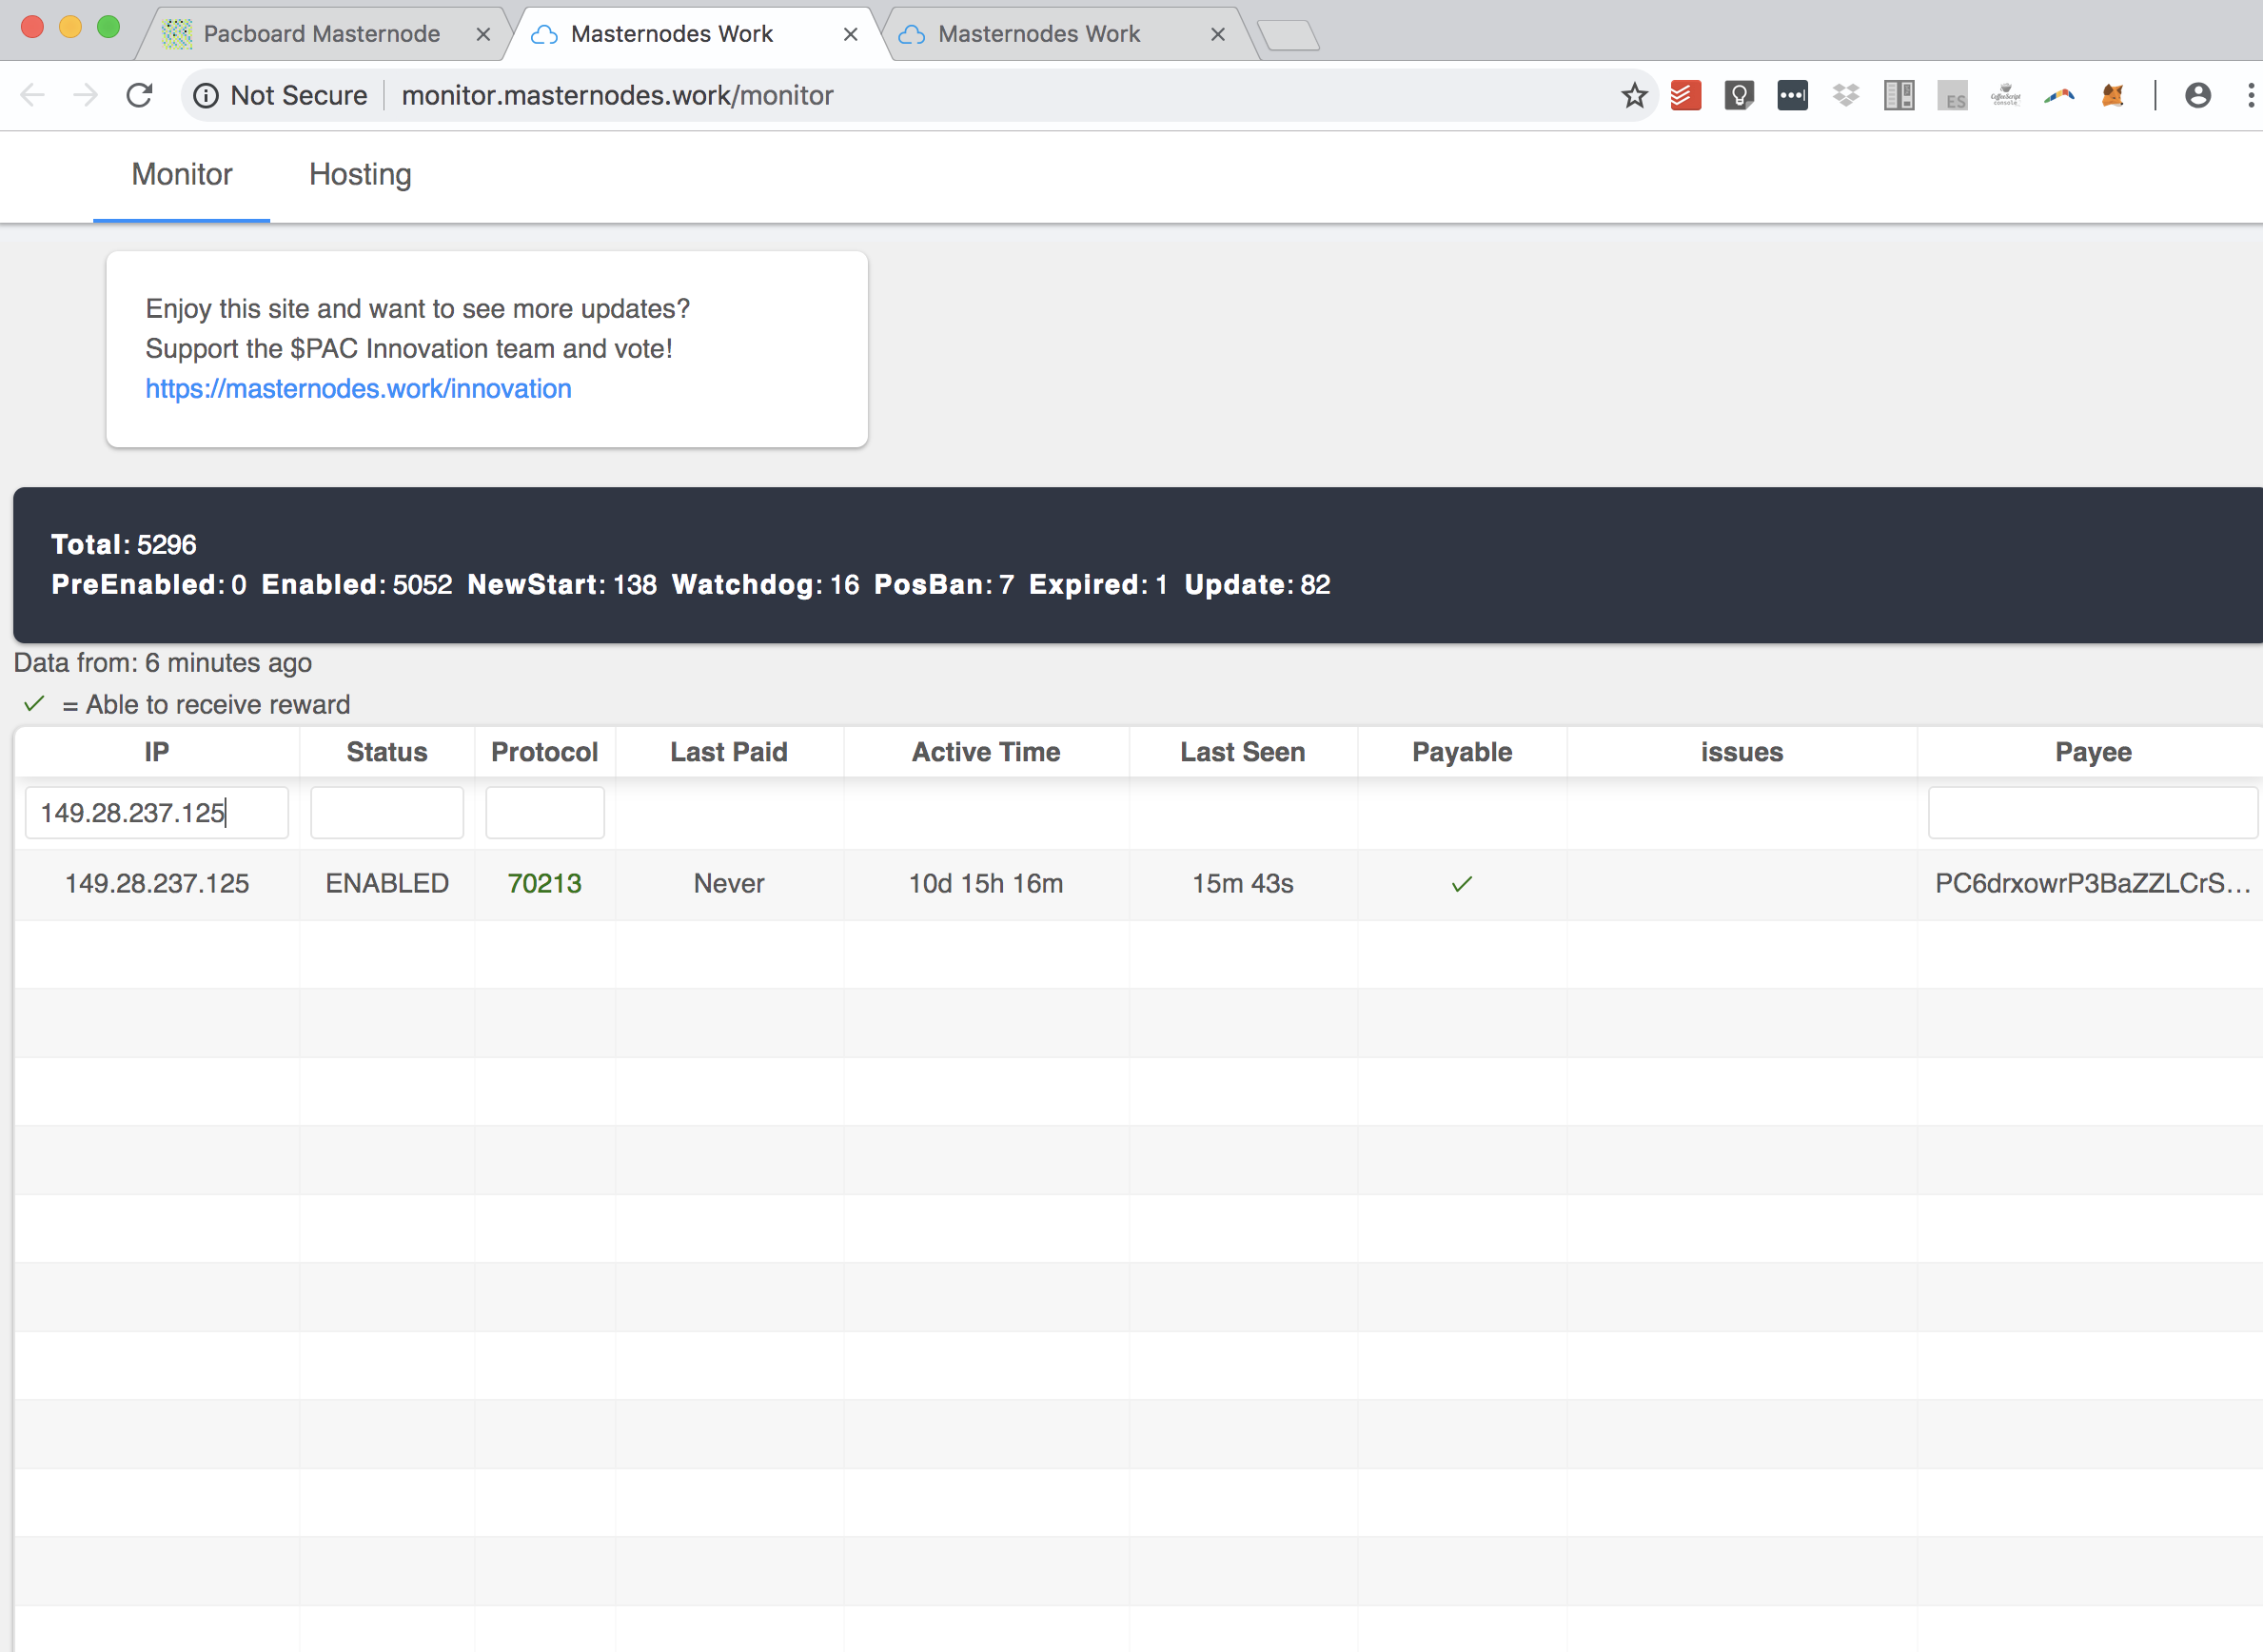 Pacboard Masternode
Masternodes Work
Masternodes Work
Not Secure
monitor.masternodes.work/monitor
ES
CoffeeScript
console
Monitor Hosting
Enjoy this site and want to see more updates?
Support the $PAC Innovation team and vote!
https://masternodes.work/innovation
Total: 5296
PreEnabled: 0 Enabled: 5052 NewStart: 138 Watchdog: 16 PosBan: 7 Expired: 1 Update: 82
Data from: 6 minutes ago
✓ = Able to receive reward
IP Status Protocol Last Paid Active Time Last Seen Payable issues Payee
149.28.237.125
149.28.237.125 ENABLED 70213 Never 10d 15h 16m 15m 43s ✓ PC6drxowrP3BaZZLCrS...